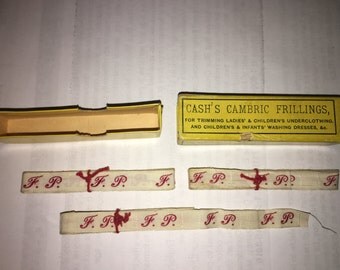 CASH'S CAMBRIC FRILLINGS,
FOR TRIMMING LADIES' & CHILDREN'S UNDERCLOTHING,
AND CHILDREN'S & INFANTS' WASHING DRESSES, &c.
F. P. F. P. F.
F. P. F. P. F.
F. P. F. P. F. P. F. P.